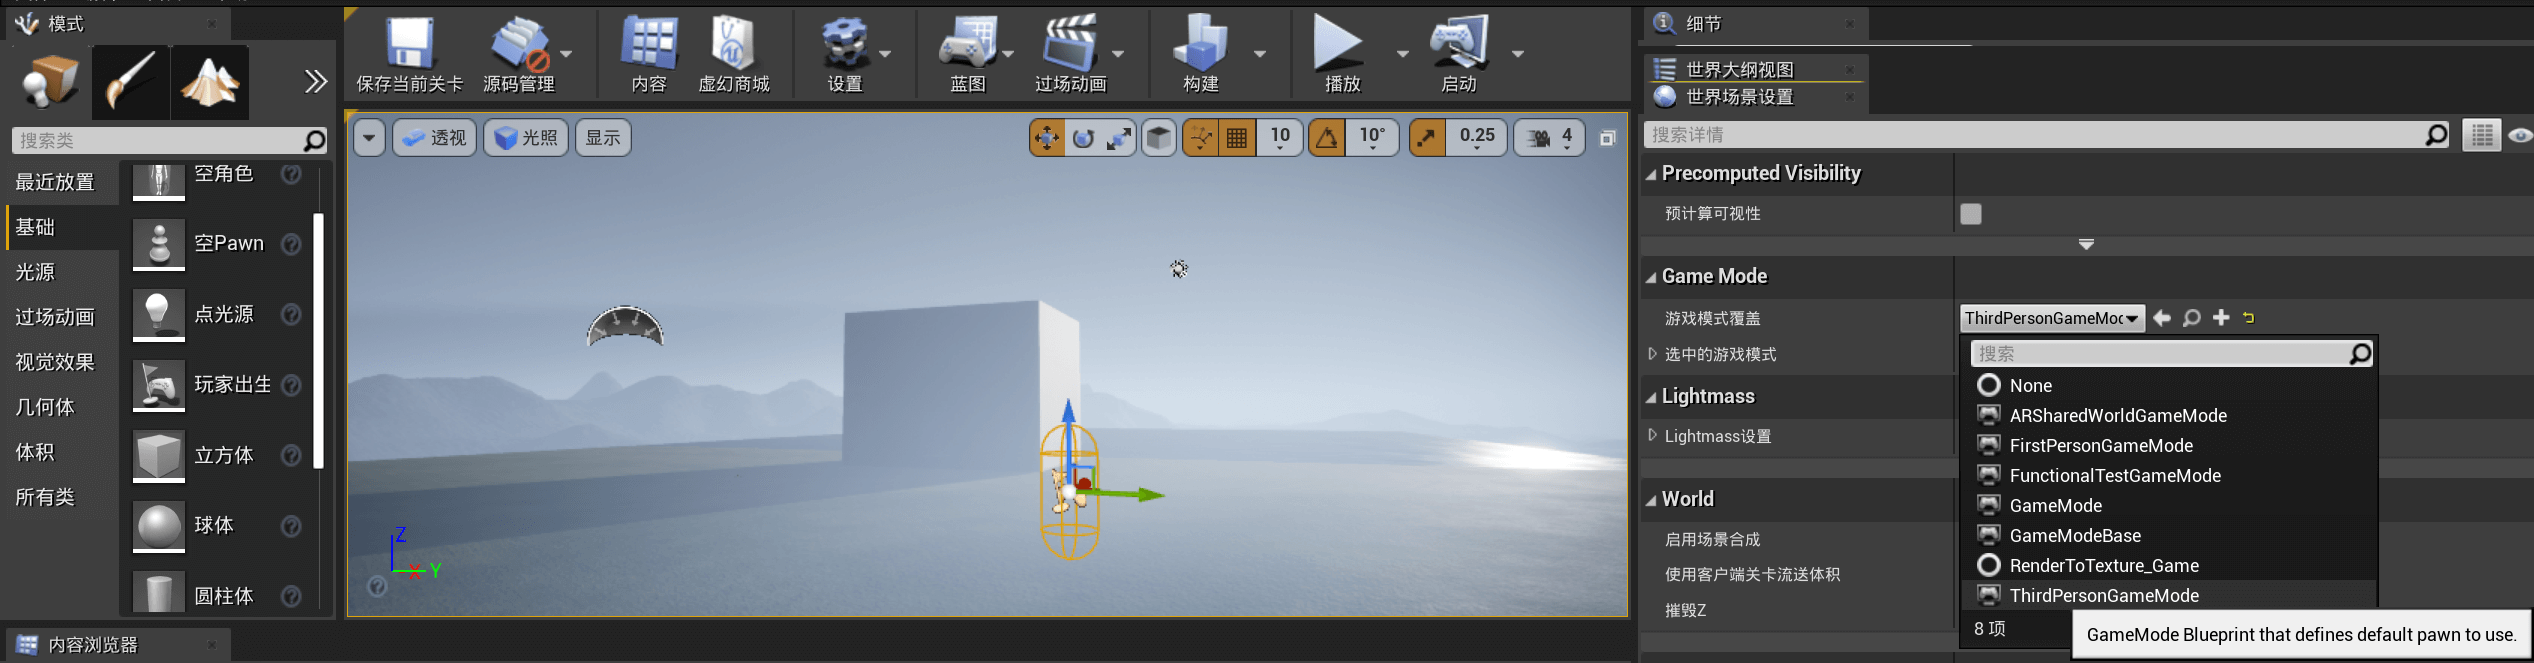 模式
搜索类
最近放置
基础
光源
过场动画
视觉效果
几何体
体积
所有类
空角色
空Pawn
点光源
玩家出生
立方体
球体
圆柱体
内容浏览器
保存当前关卡
源码管理
内容
虚幻商城
设置
蓝图
过场动画
构建
播放
启动
透视
光照
显示
10
10°
0.25
4
Z
X
Y
细节
世界大纲视图
世界场景设置
搜索详情
Precomputed Visibility
预计算可视性
Game Mode
游戏模式覆盖
ThirdPersonGameMod
选中的游戏模式
Lightmass
Lightmass设置
World
启用场景合成
使用客户端关卡流送体积
摧毁Z
搜索
None
ARSharedWorldGameMode
FirstPersonGameMode
FunctionalTestGameMode
GameMode
GameModeBase
RenderToTexture_Game
ThirdPersonGameMode
8 项
GameMode Blueprint that defines default pawn to use.